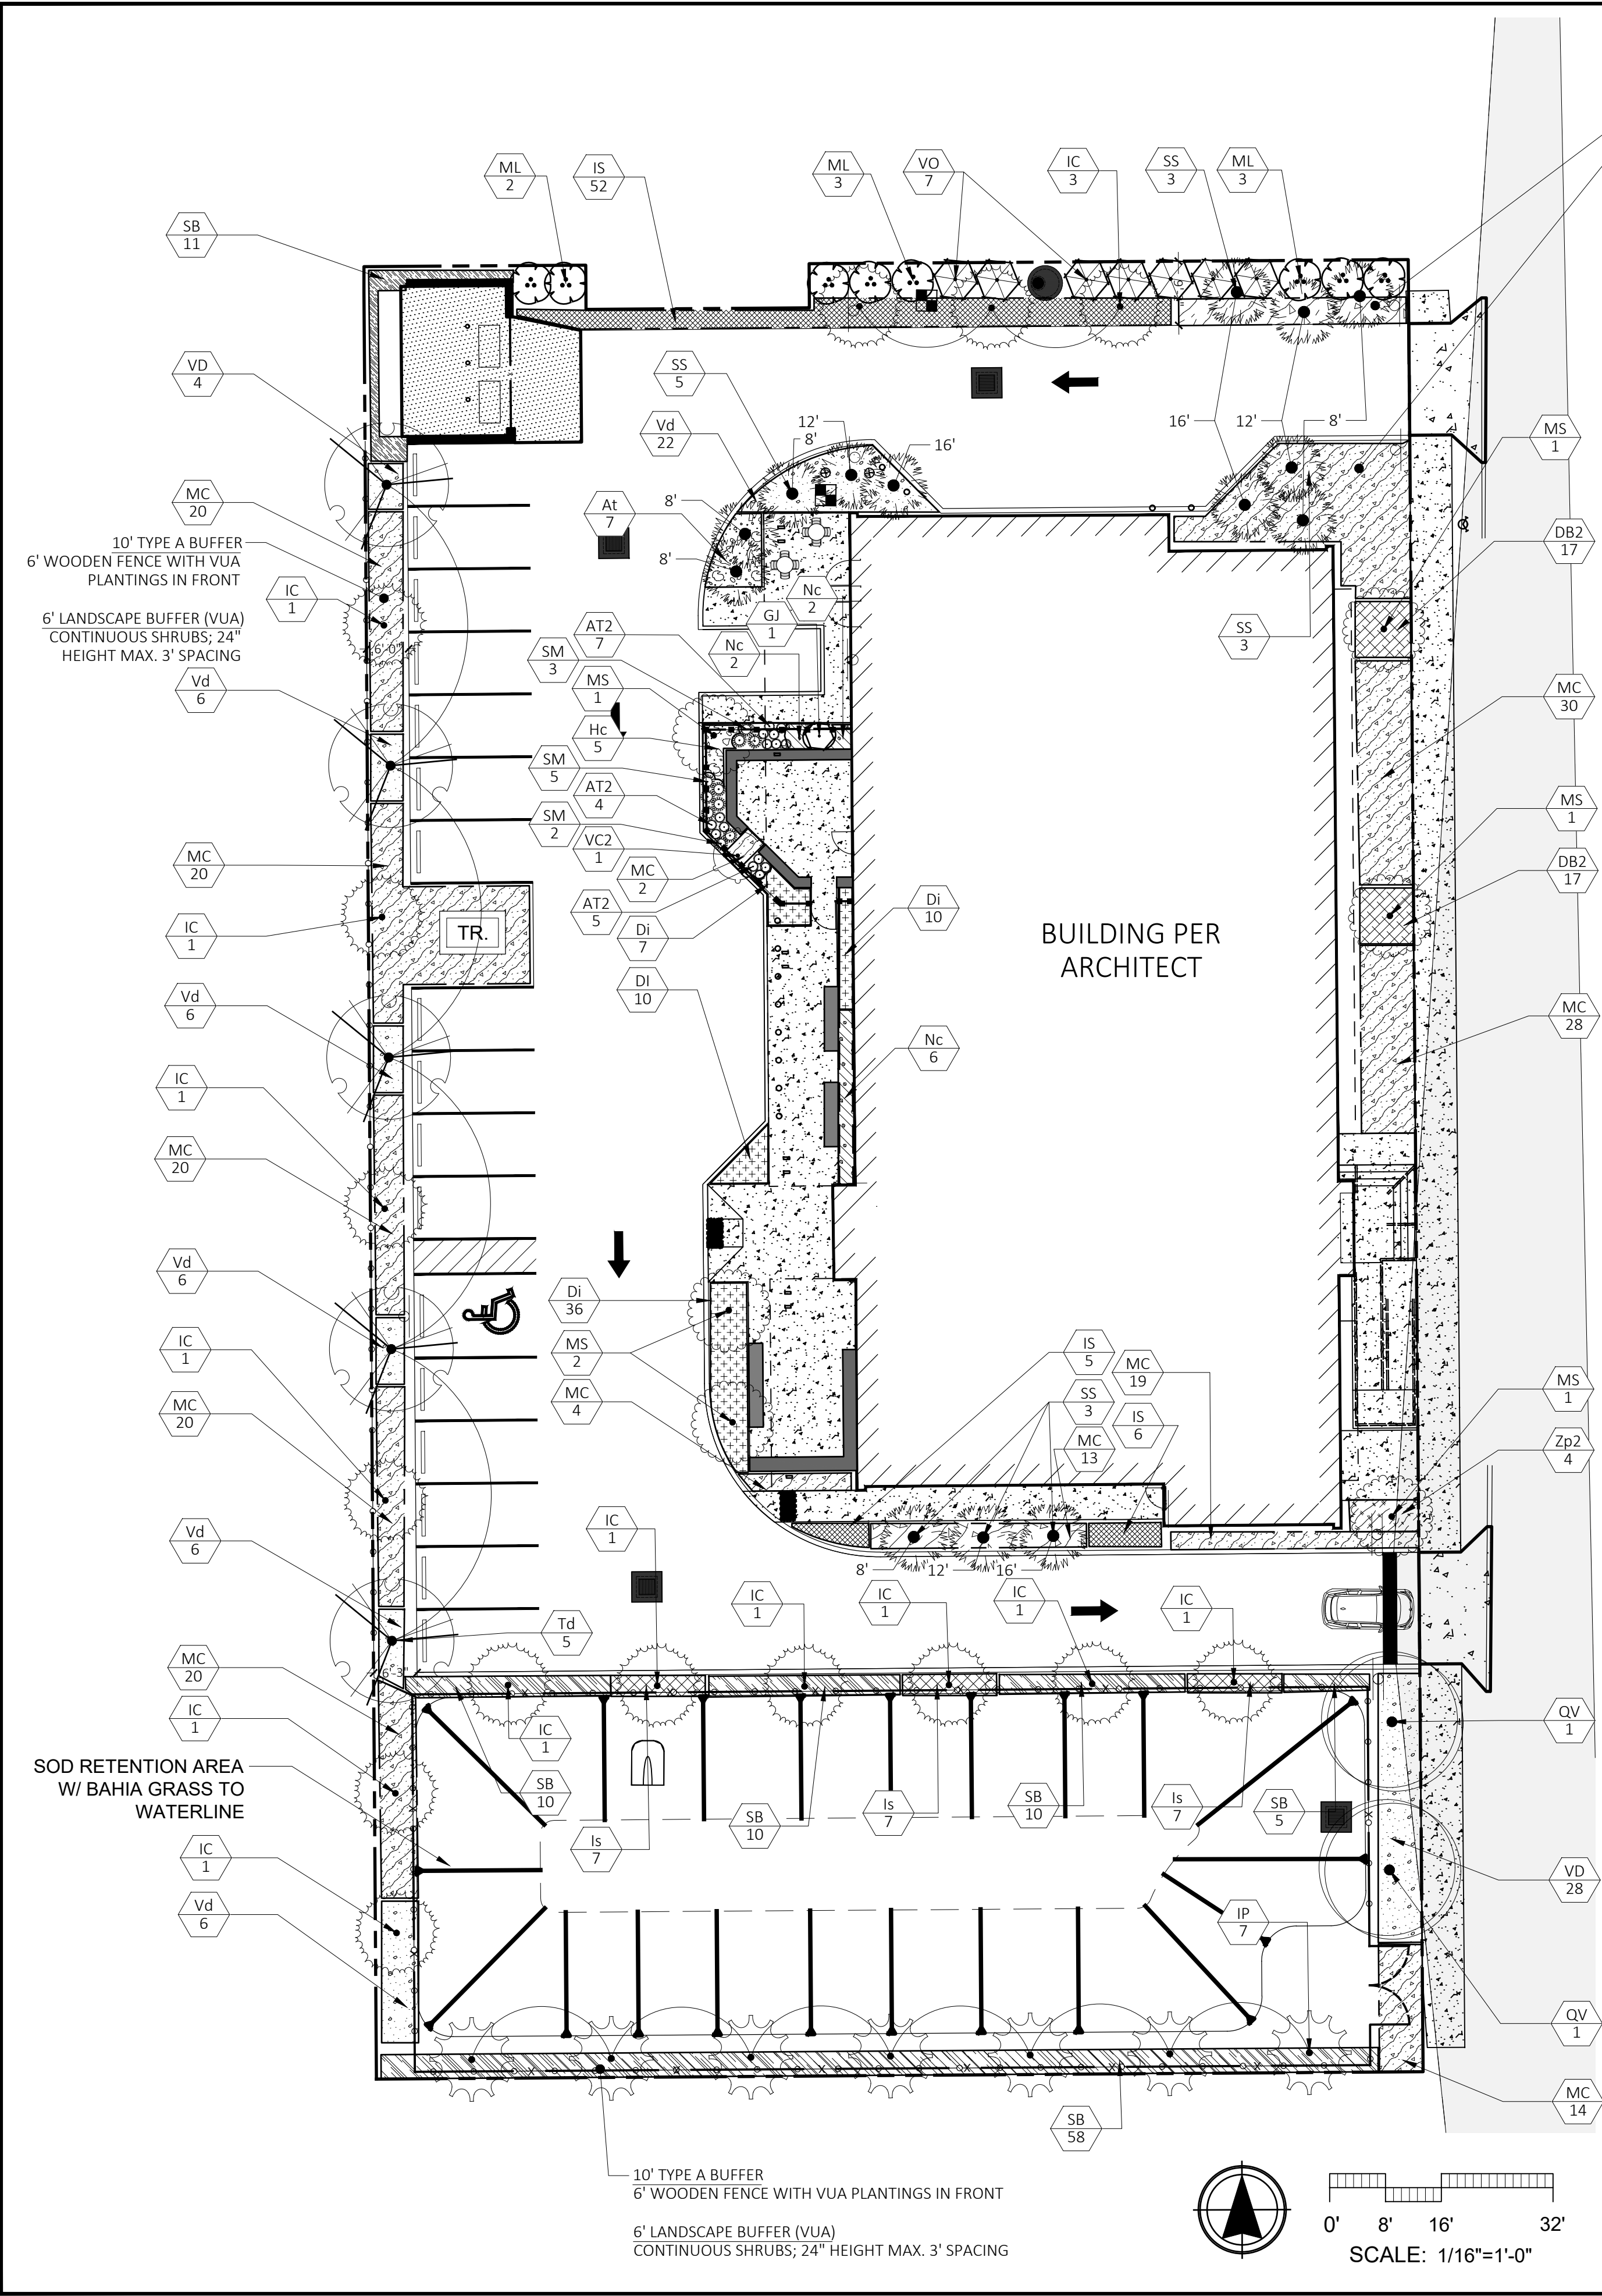 ML
2
IS
52
ML
3
VO
7
IC
3
SS
3
ML
3
SB
11
VD
4
SS
5
Vd
22
12'
8'
16'
16'
12'
8'
MS
1
MC
20
At
7
8'
8'
DB2
17
10' TYPE A BUFFER
6' WOODEN FENCE WITH VUA
PLANTINGS IN FRONT
IC
1
6' LANDSCAPE BUFFER (VUA)
CONTINUOUS SHRUBS; 24"
HEIGHT MAX. 3' SPACING
6'-0"
Nc
2
GJ
1
AT2
7
Nc
2
SM
3
SS
3
MS
1
Vd
6
MC
30
Hc
5
SM
5
AT2
4
SM
2
MS
1
VC2
1
MC
20
DB2
17
MC
2
AT2
5
Di
10
IC
1
TR.
Di
7
BUILDING PER
ARCHITECT
DI
10
Vd
6
MC
28
Nc
6
IC
1
MC
20
Vd
6
Di
36
IC
1
MS
2
IS
5
MC
19
MC
4
SS
3
MS
1
MC
20
IS
6
MC
13
Zp2
4
Vd
6
IC
1
8'
12'
16'
IC
1
IC
1
IC
1
IC
1
Td
5
MC
20
6'-3"
IC
1
IC
1
QV
1
SOD RETENTION AREA
W/ BAHIA GRASS TO
WATERLINE
SB
10
SB
10
Is
7
SB
10
Is
7
SB
5
Is
7
IC
1
VD
28
Vd
6
IP
7
QV
1
MC
14
SB
58
10' TYPE A BUFFER
6' WOODEN FENCE WITH VUA PLANTINGS IN FRONT
6' LANDSCAPE BUFFER (VUA)
CONTINUOUS SHRUBS; 24" HEIGHT MAX. 3' SPACING
0' 8' 16' 32'
SCALE: 1/16"=1'-0"